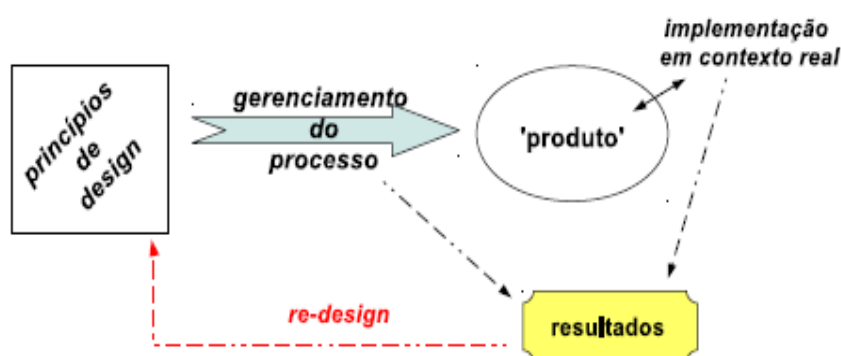 implementação
em contexto real
princípios
de
design
gerenciamento
do
processo
'produto'
re-design
resultados